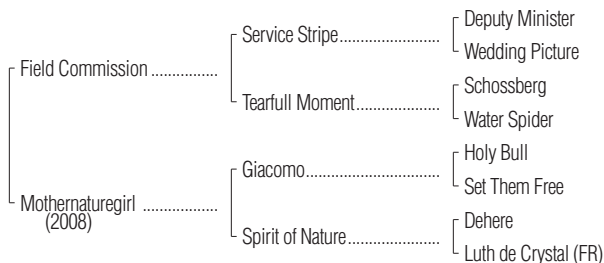 Deputy Minister
Service Stripe........................
Wedding Picture
Field Commission ................
Schossberg
Tearfull Moment....................
Water Spider
Holy Bull
Giacomo................................
Set Them Free
Mothernaturegirl ..................
(2008)
Dehere
Spirit of Nature......................
Luth de Crystal (FR)